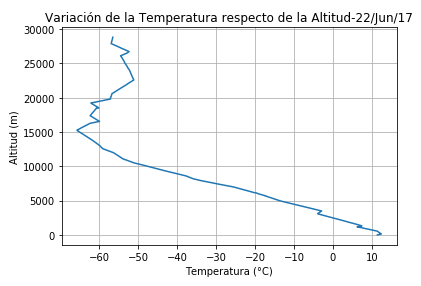 Variación de la Temperatura respecto de la Altitud-22/Jun/17
30000
25000
20000
15000
10000
5000
0
Altitud (m)
−60 −50 −40 −30 −20 −10 0 10
Temperatura (°C)